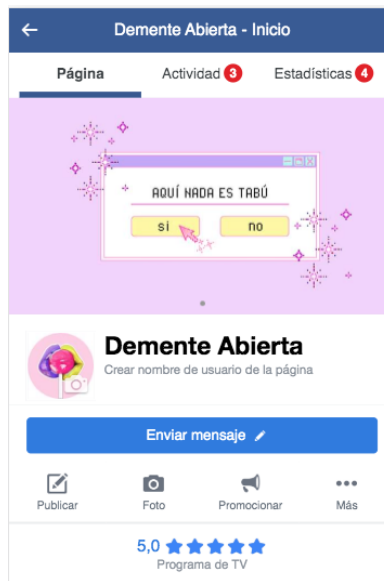 Demente Abierta - Inicio
Página Actividad 3 Estadísticas 4
AQUÍ NADA ES TABÚ
si no
Demente Abierta
Crear nombre de usuario de la página
Enviar mensaje
Publicar Foto Promocionar Más
5,0
Programa de TV